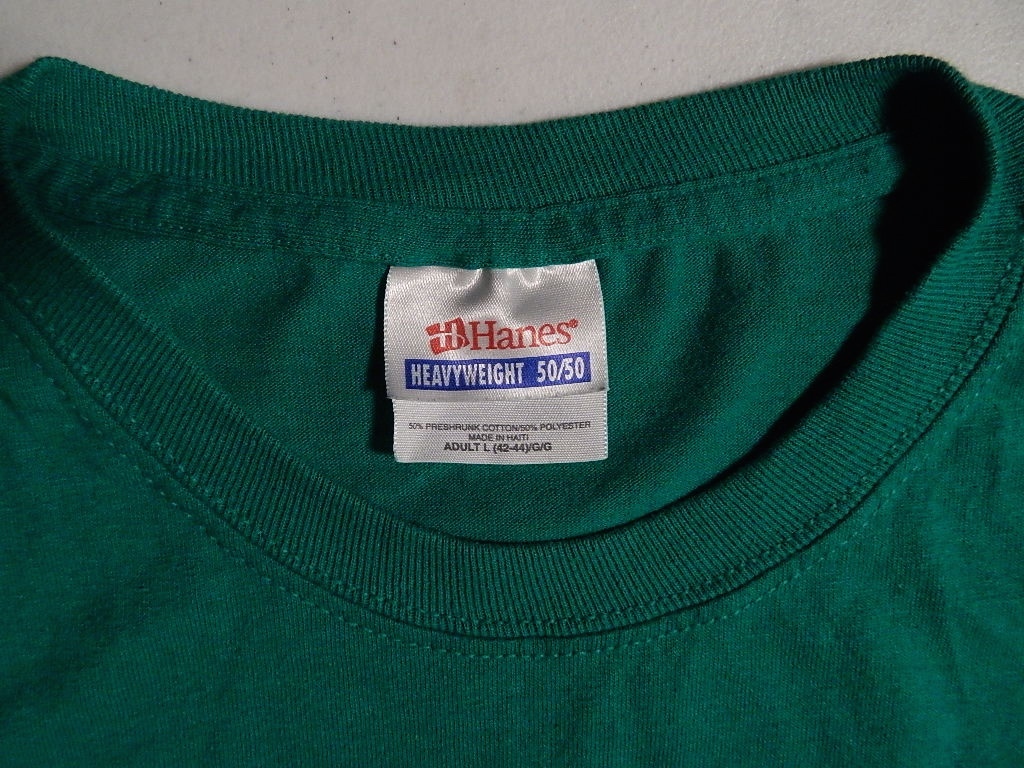 Hanes®
HEAVYWEIGHT 50/50
50% PRESHRUNK COTTON/50% POLYESTER
MADE IN HAITI
ADULT L (42-44)/G/G